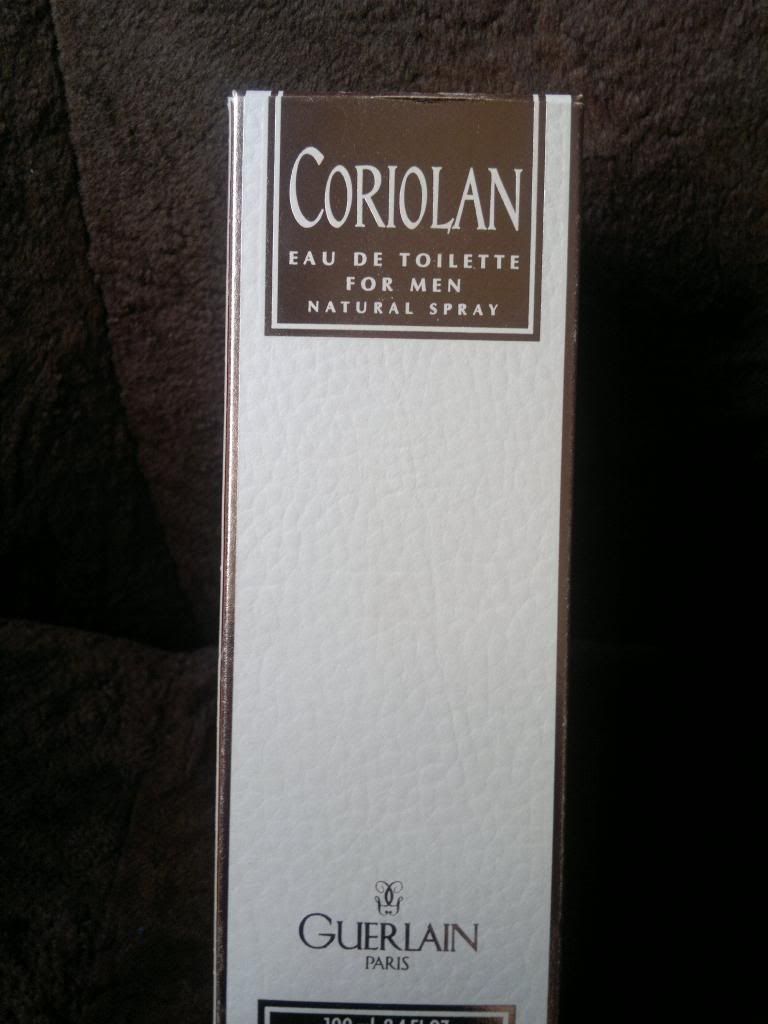 CORIOLAN
EAU DE TOILETTE
FOR MEN
NATURAL SPRAY
GUERLAIN
PARIS